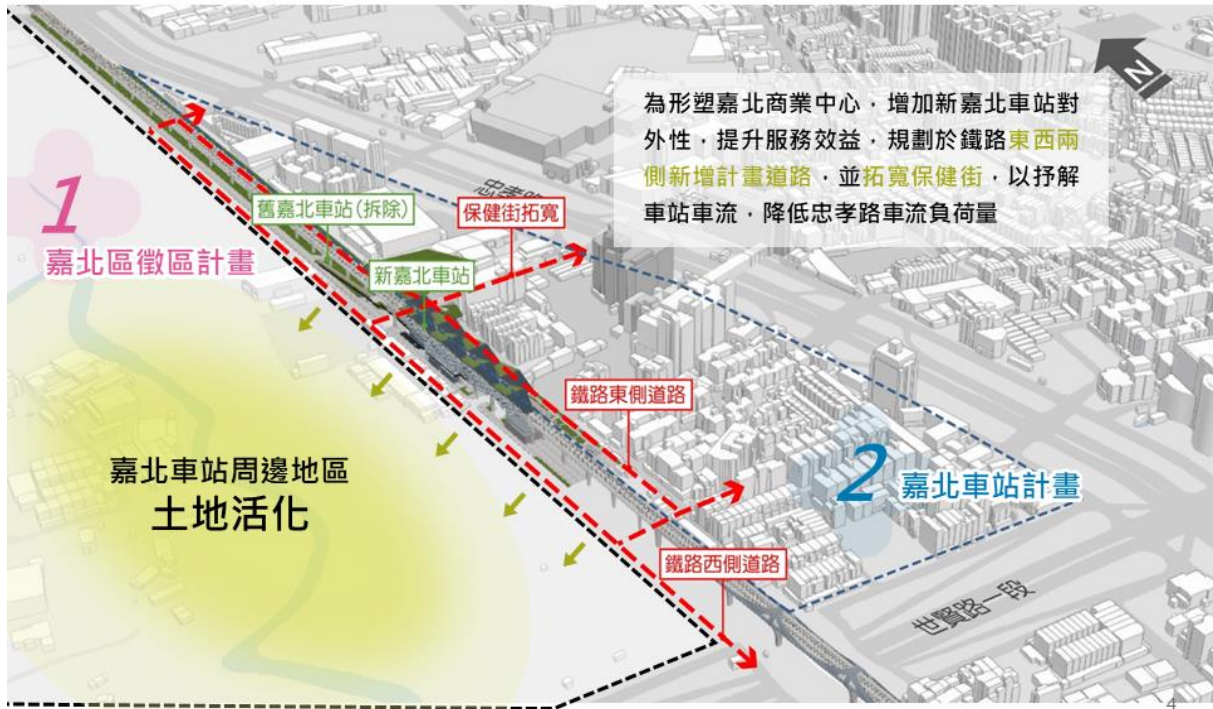 N
為形塑嘉北商業中心，增加新嘉北車站對
外性，提升服務效益，規劃於鐵路東西兩
側新增計畫道路，並拓寬保健街，以抒解
車站車流，降低忠孝路車流負荷量
忠孝路
舊嘉北車站(拆除)
保健街拓寬
1
嘉北區徵區計畫
新嘉北車站
鐵路東側道路
2 嘉北車站計畫
嘉北車站周邊地區
土地活化
鐵路西側道路
世賢路一段
4